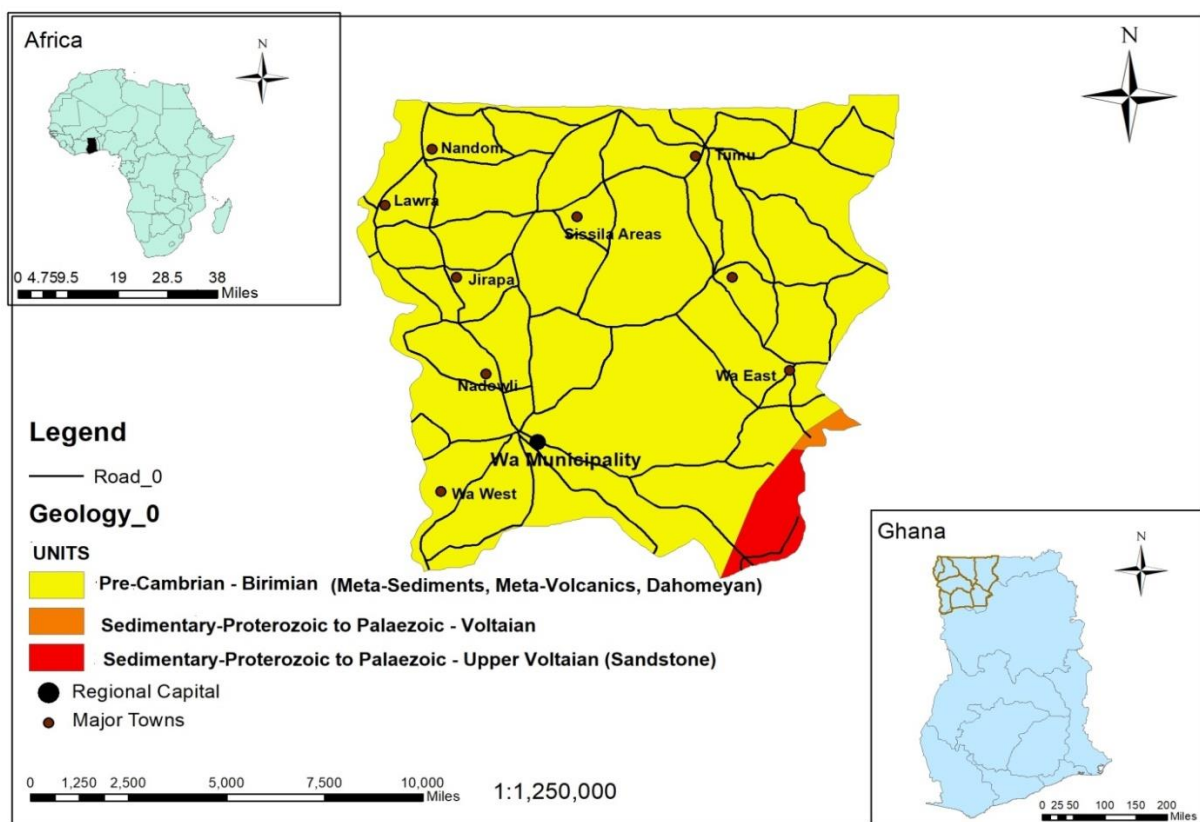 Africa
N
0 4.759.5 19 28.5 38
Miles
N
Nandom
Tumu
Lawra
Sissila Areas
Jirapa
Nadowli
Wa East
Wa Municipality
Wa West
Legend
Road_0
Geology_0
UNITS
Pre-Cambrian - Birimian (Meta-Sediments, Meta-Volcanics, Dahomeyan)
Sedimentary-Proterozoic to Palaezoic - Voltaian
Sedimentary-Proterozoic to Palaezoic - Upper Voltaian (Sandstone)
Regional Capital
Major Towns
0 1,250 2,500 5,000 7,500 10,000
Miles
1:1,250,000
Ghana
N
0 25 50 100 150 200
Miles